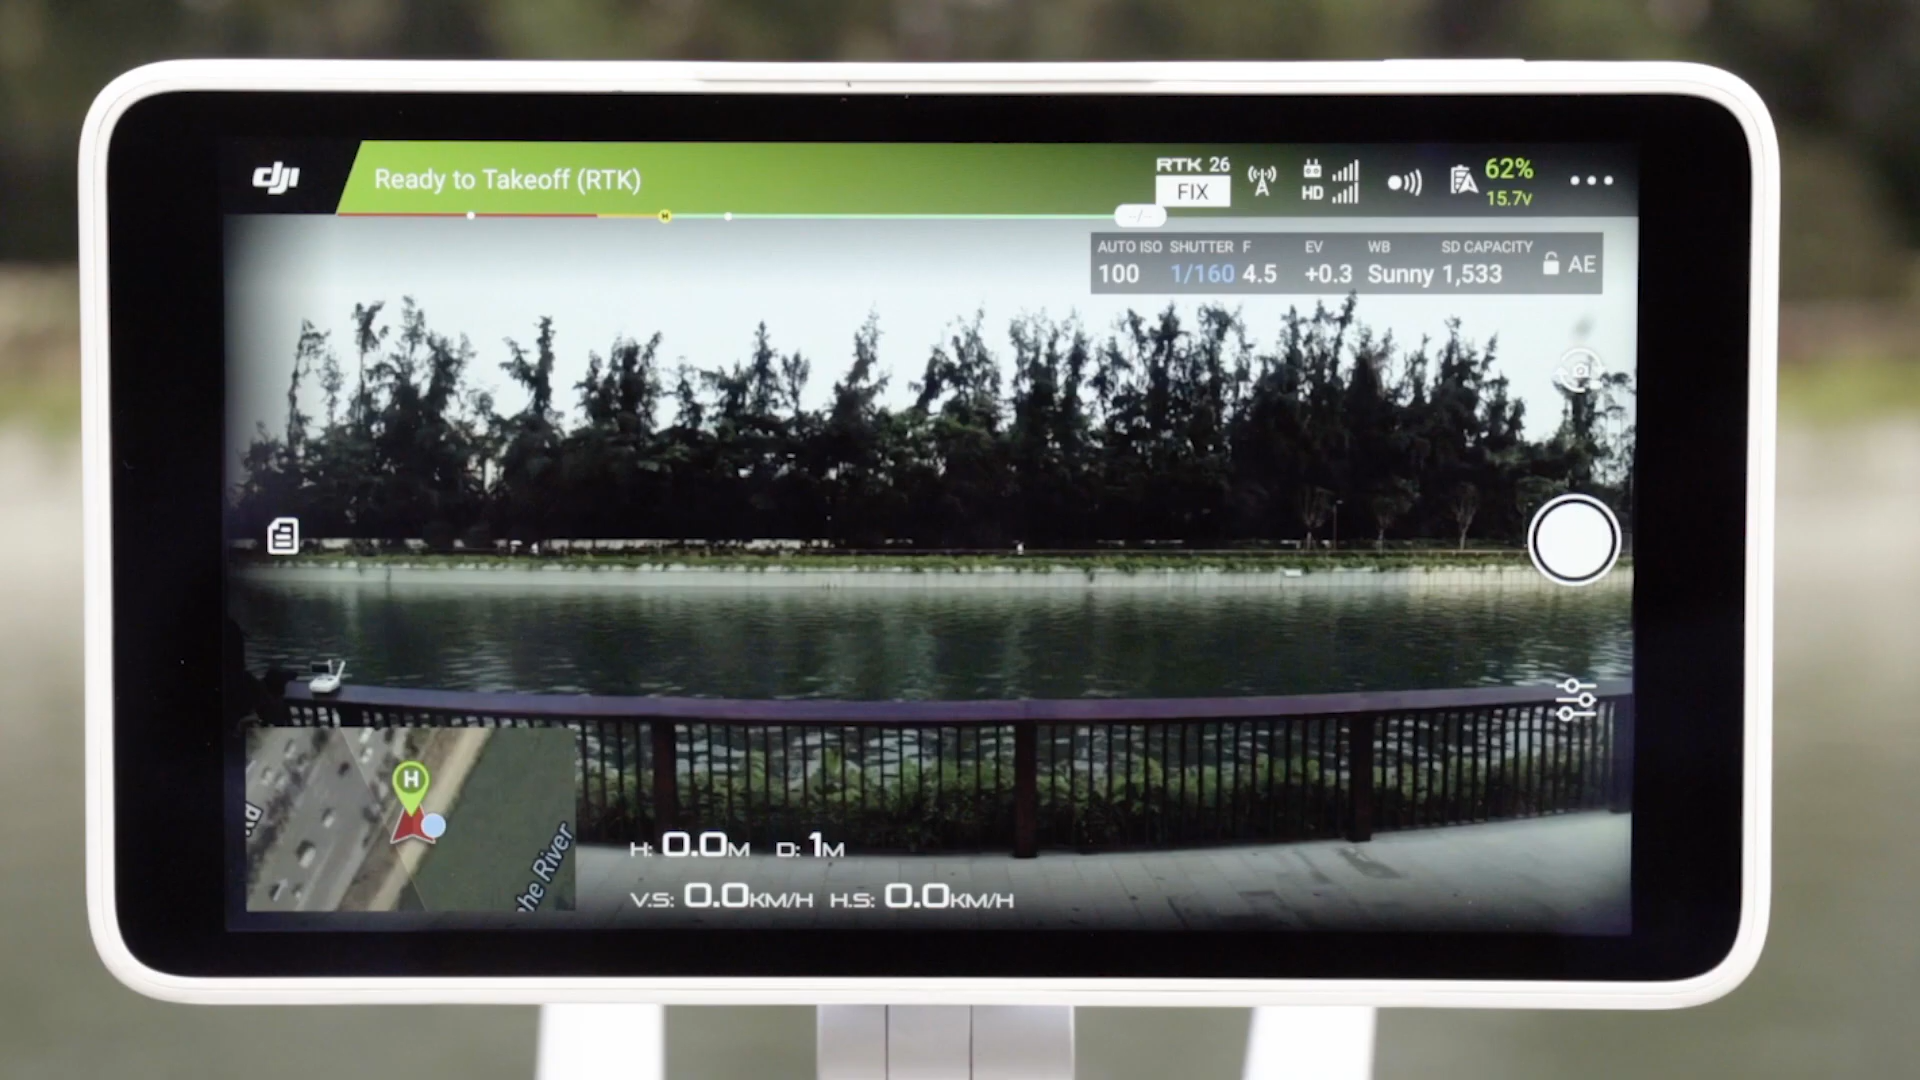 dji
Ready to Takeoff (RTK)
RTK 26
FIX
HD
62%
15.7v
H
--/--
AUTO ISO SHUTTER F EV WB SD CAPACITY
100 1/160 4.5 +0.3 Sunny 1,533
AE
H
Rd
he River
H: 0.0M D: 1M
V.S: 0.0KM/H H.S: 0.0KM/H